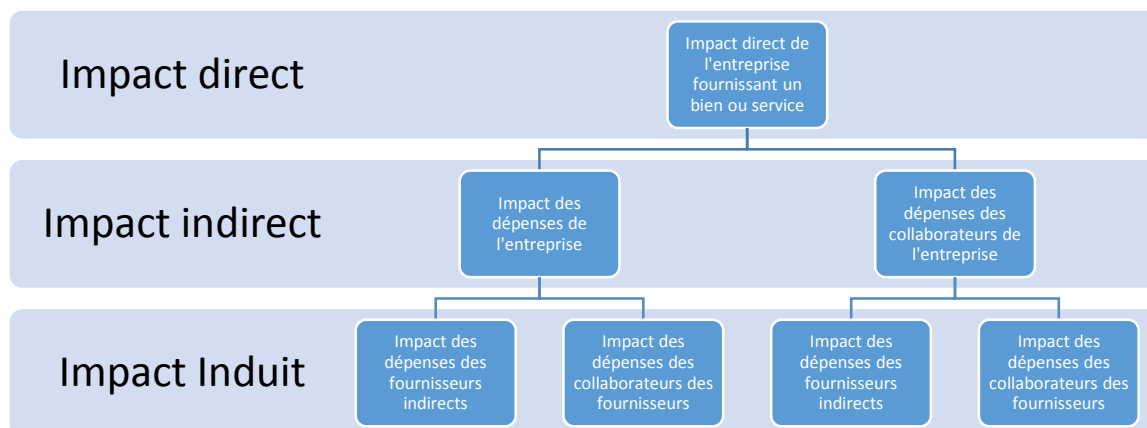 Impact direct
Impact direct de
l'entreprise
fournissant un
bien ou service
Impact indirect
Impact des
dépenses de
l'entreprise
Impact des
dépenses des
collaborateurs de
l'entreprise
Impact Induit
Impact des
dépenses des
fournisseurs
indirects
Impact des
dépenses des
collaborateurs des
fournisseurs
Impact des
dépenses des
fournisseurs
indirects
Impact des
dépenses des
collaborateurs des
fournisseurs